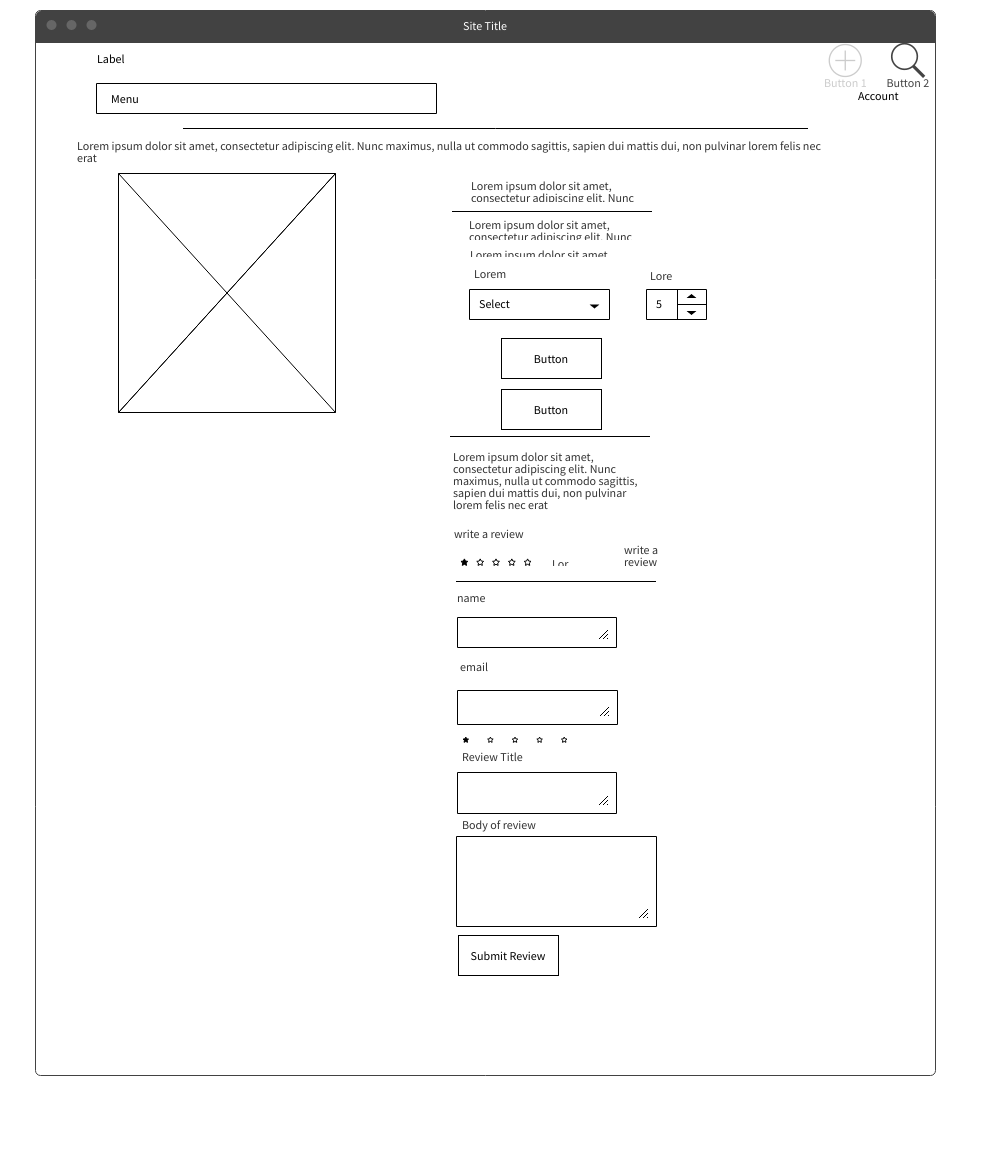 Site Title
Label
Button 1
Button 2
Account
Menu
Lorem ipsum dolor sit amet, consectetur adipiscing elit. Nunc maximus, nulla ut commodo sagittis, sapien dui mattis dui, non pulvinar lorem felis nec
erat
Lorem ipsum dolor sit amet,
consectetur adipiscing elit. Nunc
Lorem ipsum dolor sit amet,
consectetur adipiscing elit. Nunc
Lorem ipsum dolor sit amet,
Lorem
Lore
Select
5
Button
Button
Lorem ipsum dolor sit amet,
consectetur adipiscing elit. Nunc
maximus, nulla ut commodo sagittis,
sapien dui mattis dui, non pulvinar
lorem felis nec erat
write a review
Lor
write a
review
name
email
Review Title
Body of review
Submit Review